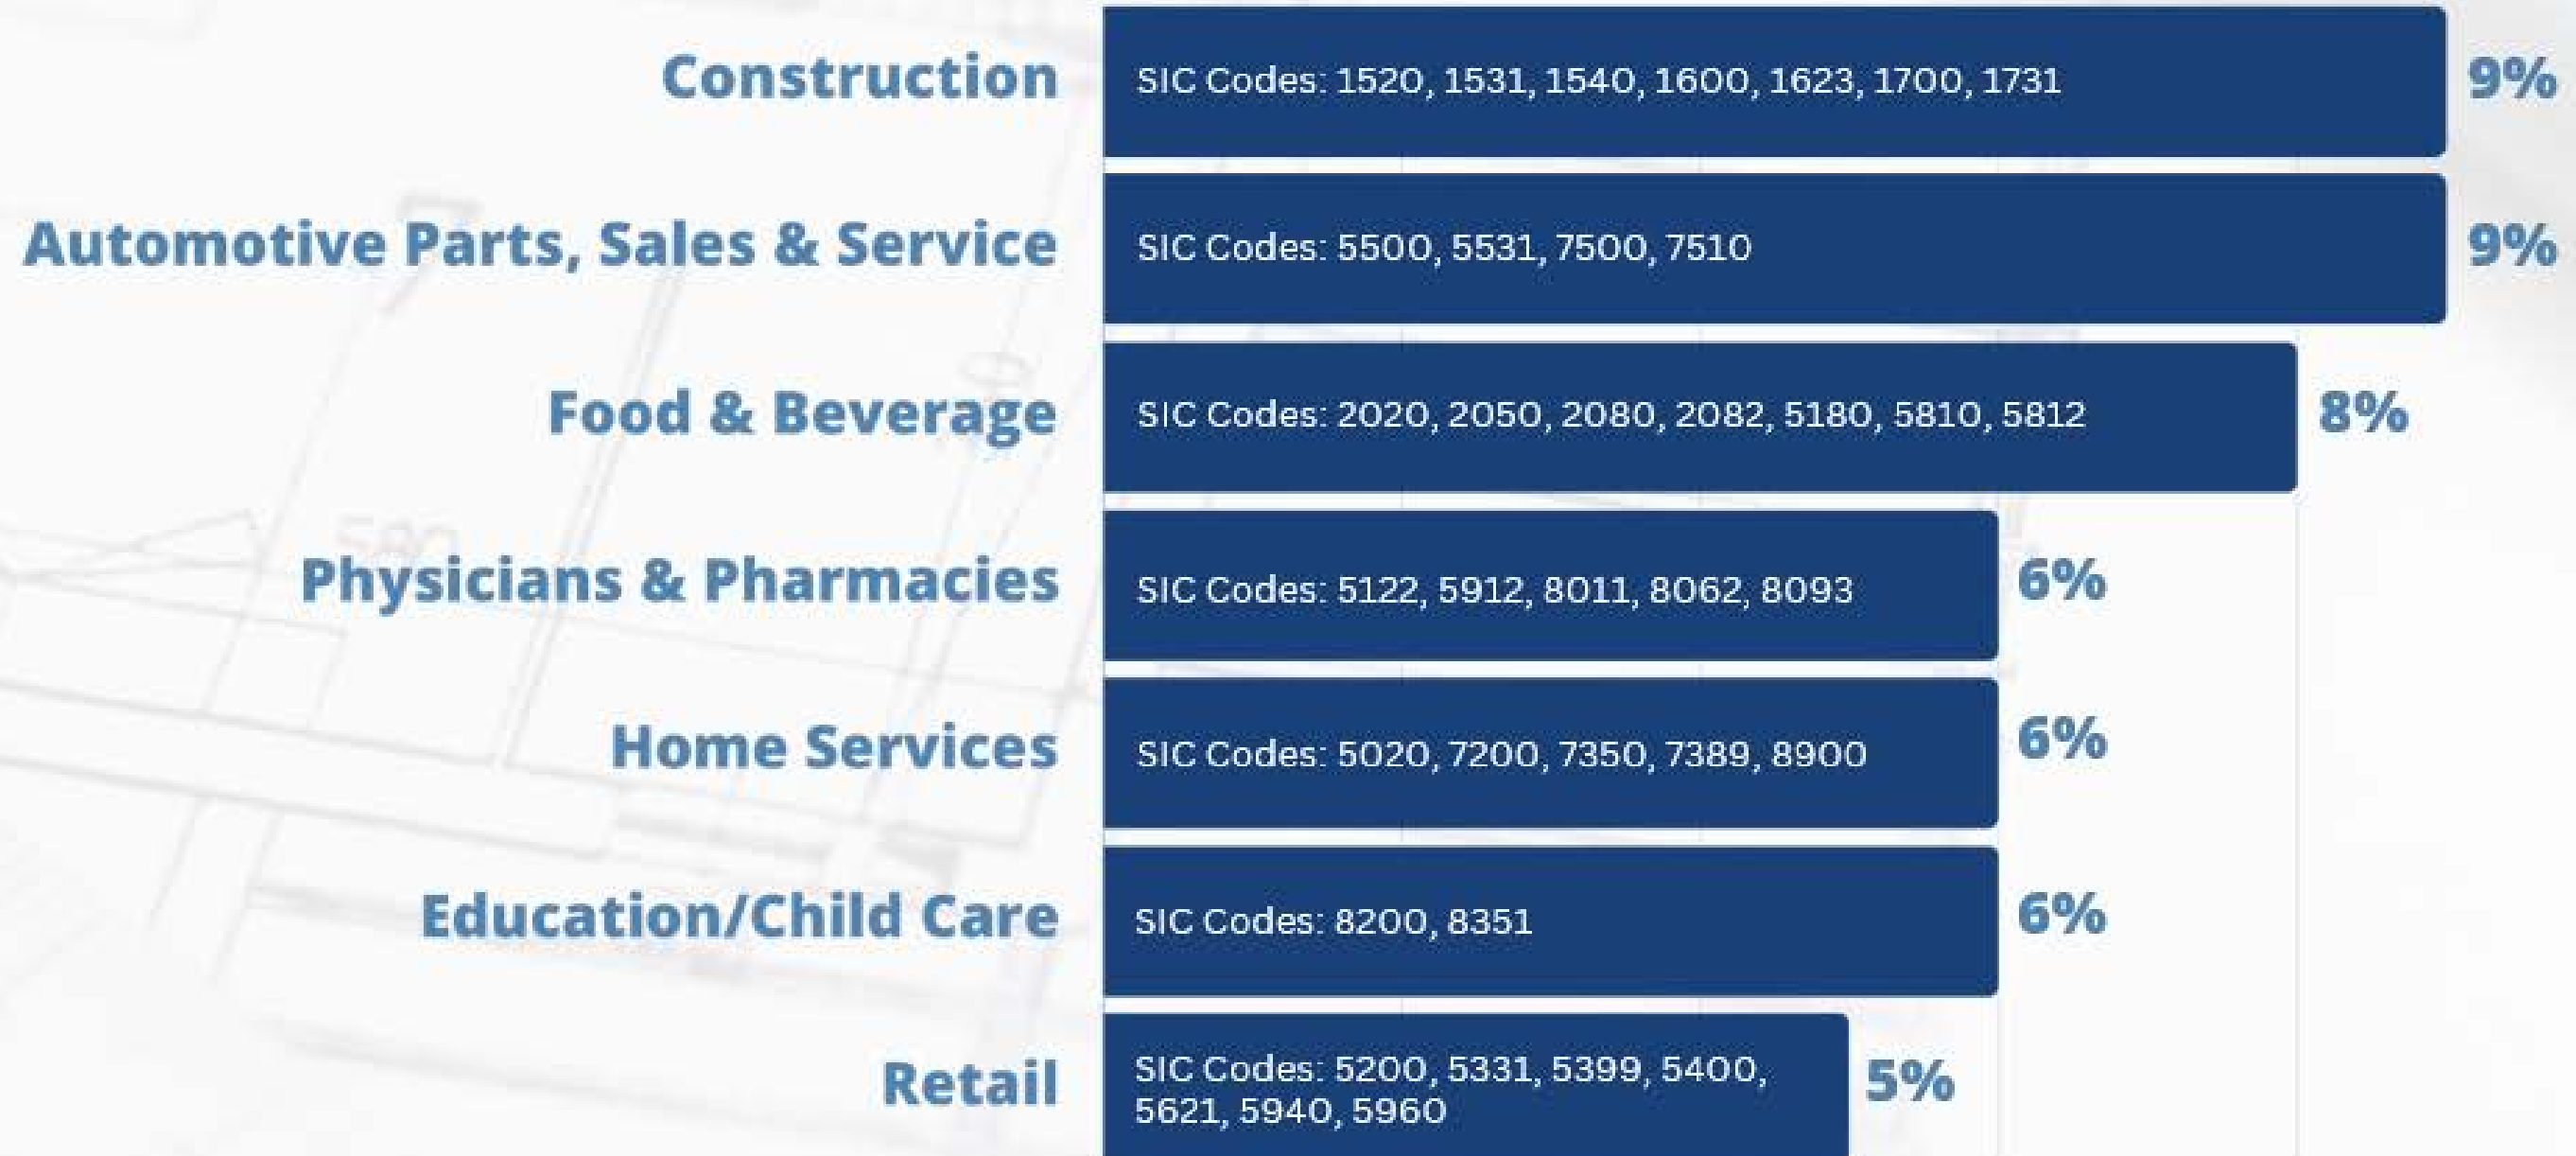 Construction
SIC Codes: 1520, 1531, 1540, 1600, 1623, 1700, 1731
9%
Automotive Parts, Sales & Service
SIC Codes: 5500, 5531, 7500, 7510
9%
Food & Beverage
SIC Codes: 2020, 2050, 2080, 2082, 5180, 5810, 5812
8%
Physicians & Pharmacies
SIC Codes: 5122, 5912, 8011, 8062, 8093
6%
Home Services
SIC Codes: 5020, 7200, 7350, 7389, 8900
6%
Education/Child Care
SIC Codes: 8200, 8351
6%
Retail
SIC Codes: 5200, 5331, 5399, 5400,
5621, 5940, 5960
5%